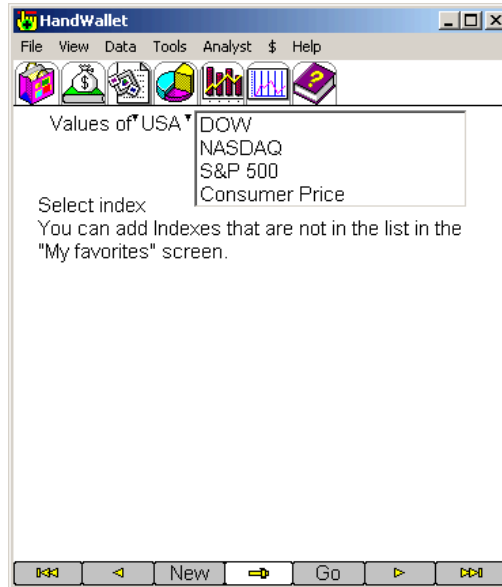 HandWallet
File View Data Tools Analyst $ Help
Values of USA
DOW
NASDAQ
S&P 500
Consumer Price
Select index
You can add Indexes that are not in the list in the
"My favorites" screen.
New Go